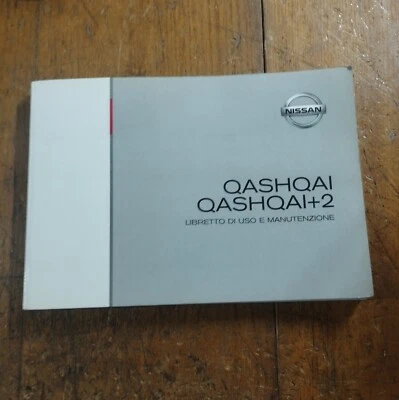 NISSAN
QASHQAI
QASHQAI+2
LIBRETTO DI USO E MANUTENZIONE